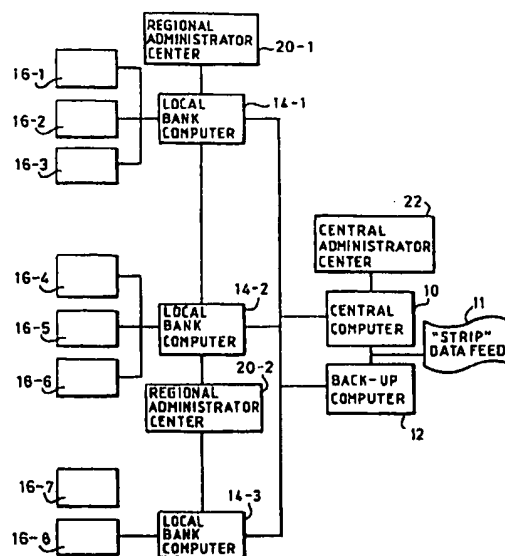 REGIONAL
ADMINISTRATOR
CENTER
20-1
16-1
16-2
16-3
LOCAL
BANK
COMPUTER
14-1
22
CENTRAL
ADMINISTRATOR
CENTER
16-4
16-5
16-6
LOCAL
BANK
COMPUTER
14-2
10
CENTRAL
COMPUTER
11
"STRIP"
DATA FEED
BACK-UP
COMPUTER
12
20-2
REGIONAL
ADMINISTRATOR
CENTER
16-7
16-8
LOCAL
BANK
COMPUTER
14-3